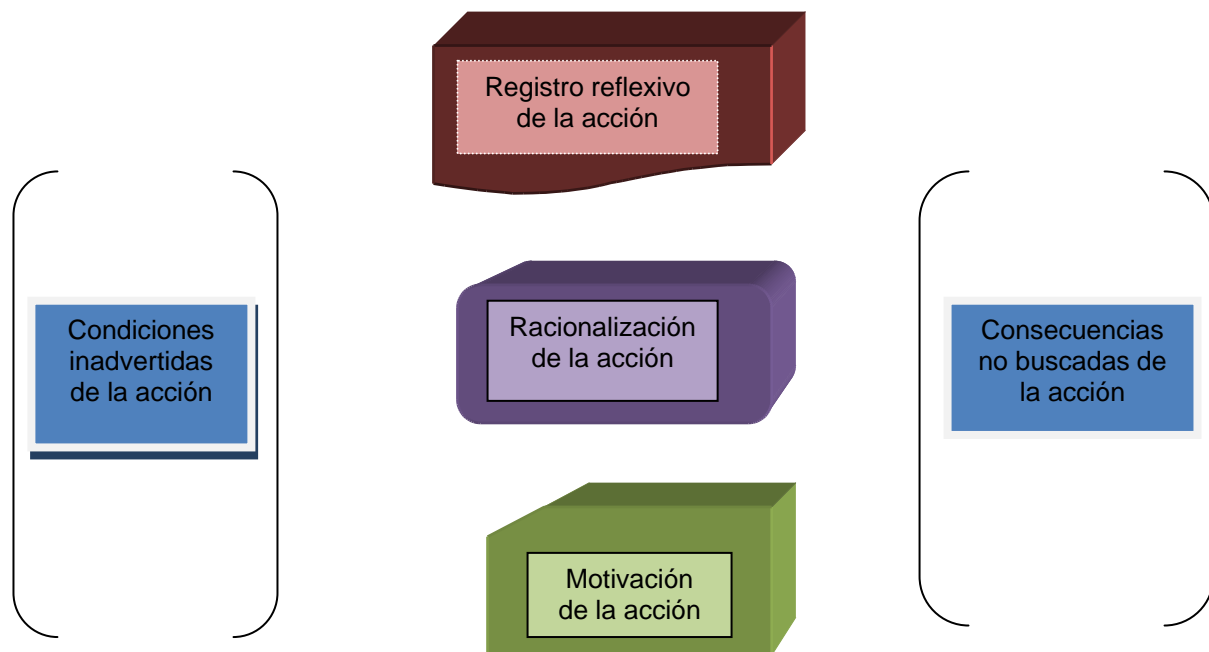 Registro reflexivo
de la acción
Condiciones
inadvertidas
de la acción
Racionalización
de la acción
Consecuencias
no buscadas de
la acción
Motivación
de la acción